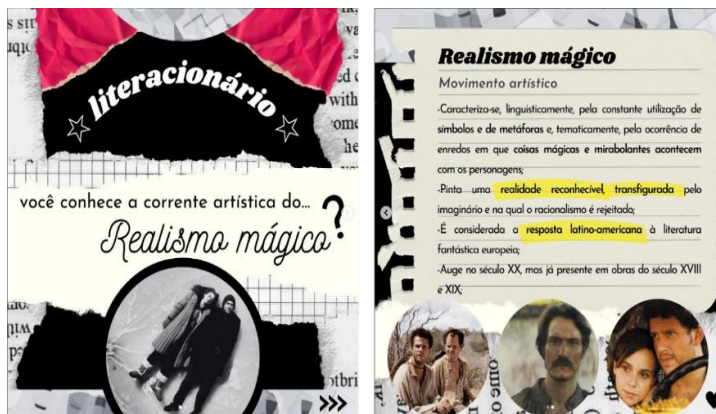 literacionário
você conhece a corrente artística do...
Realismo mágico?
Realismo mágico
Movimento artístico
-Caracteriza-se, linguisticamente, pela constante utilização de
símbolos e de metáforas e, tematicamente, pela ocorrência de
enredos em que coisas mágicas e mirabolantes acontecem
com os personagens;
-Pinta uma realidade reconhecível, transfigurada pelo
imaginário e na qual o racionalismo é rejeitado;
-É considerada a resposta latino-americana à literatura
fantástica europeia;
-Auge no século XX, mas já presente em obras do século XVIII
e XIX;